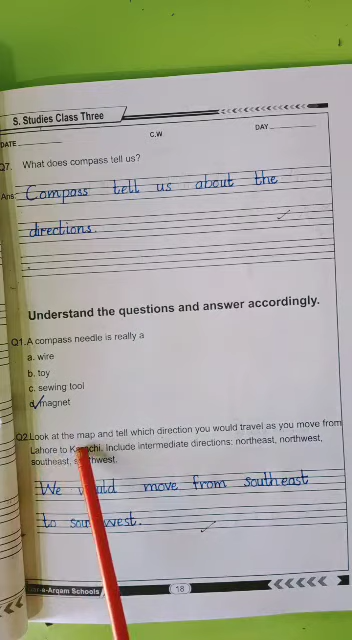 S. Studies Class Three
DATE
C.W
DAY
Q7. What does compass tell us?
Ans: Compass tell us about the
directions.
Understand the questions and answer accordingly.
Q1.A compass needle is really a
a. wire
b. toy
c. sewing tool
d. magnet
Q2.Look at the map and tell which direction you would travel as you move from
Lahore to Karachi. Include intermediate directions: northeast, northwest,
southeast, southwest.
We would move from southeast
to southwest.
Arqam Schools
18